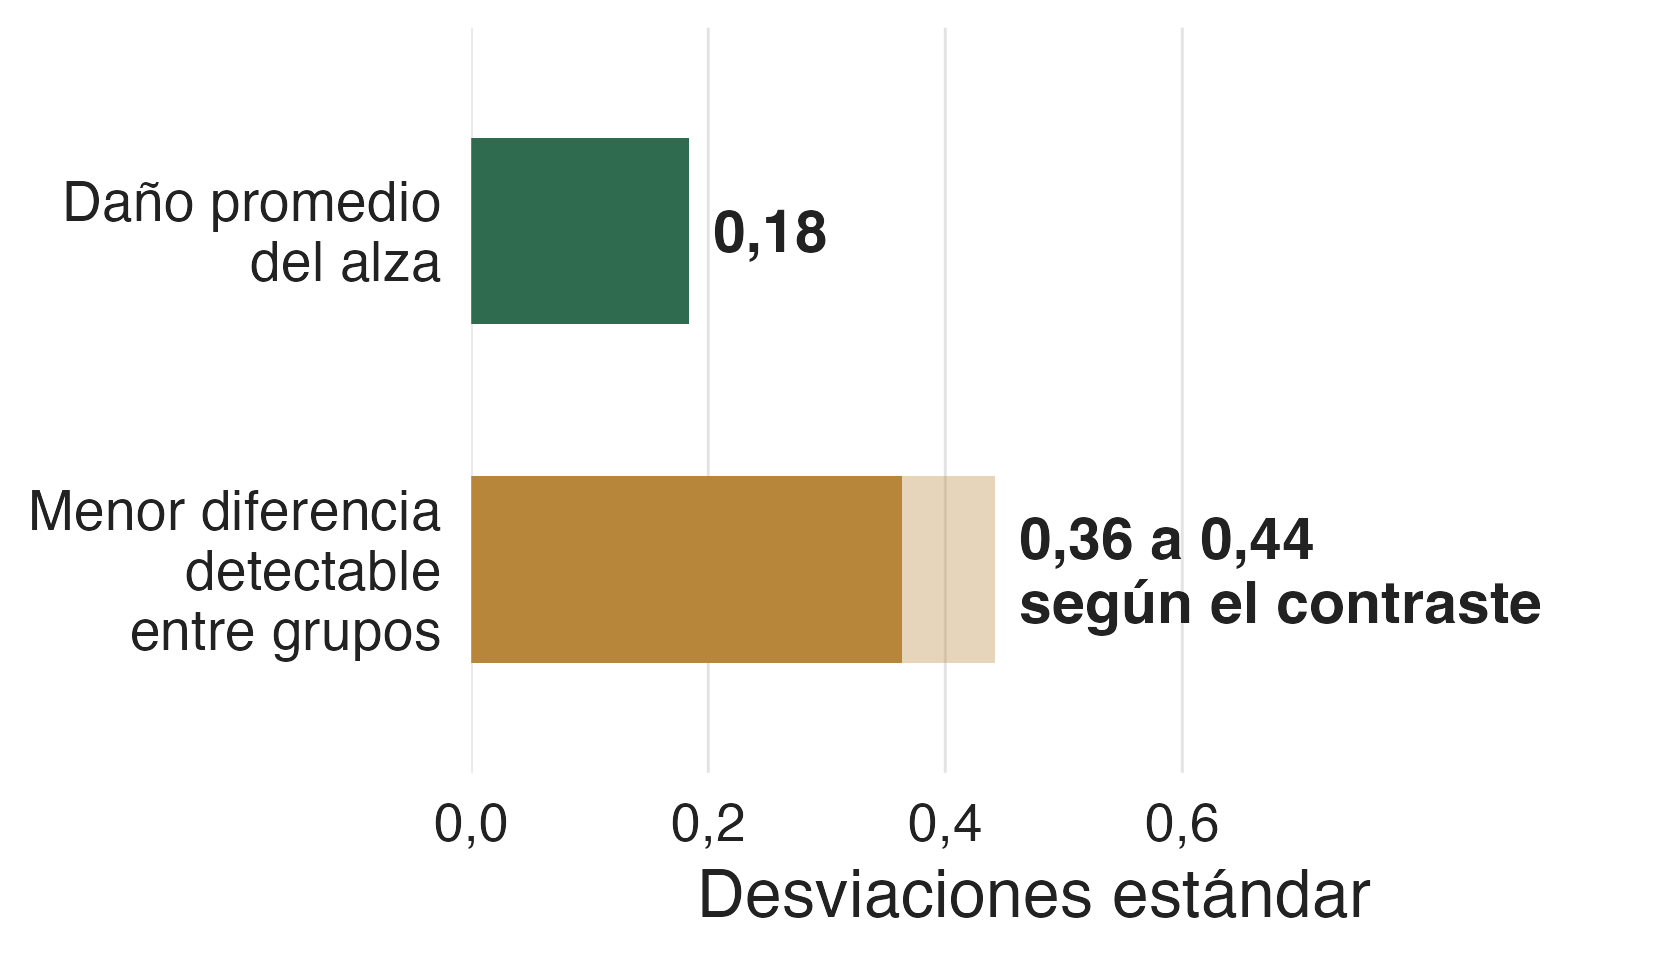 Daño promedio
del alza
0,18
Menor diferencia
detectable
entre grupos
0,36 a 0,44
según el contraste
0,0
0,2
0,4
0,6
Desviaciones estándar